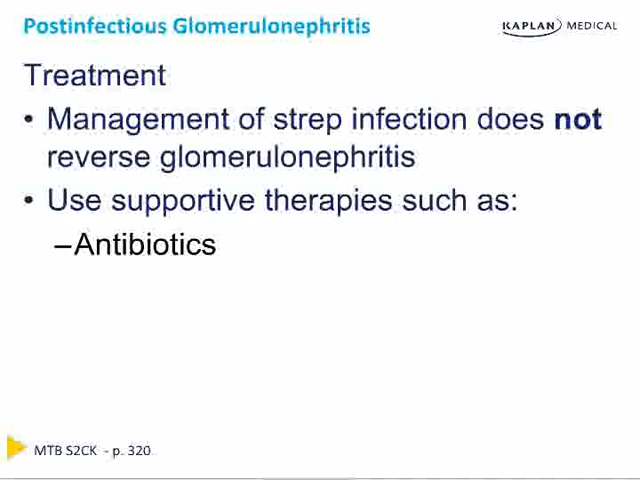 Postinfectious Glomerulonephritis
KAPLAN MEDICAL
Treatment
• Management of strep infection does not
reverse glomerulonephritis
• Use supportive therapies such as:
–Antibiotics
MTB S2CK - p. 320